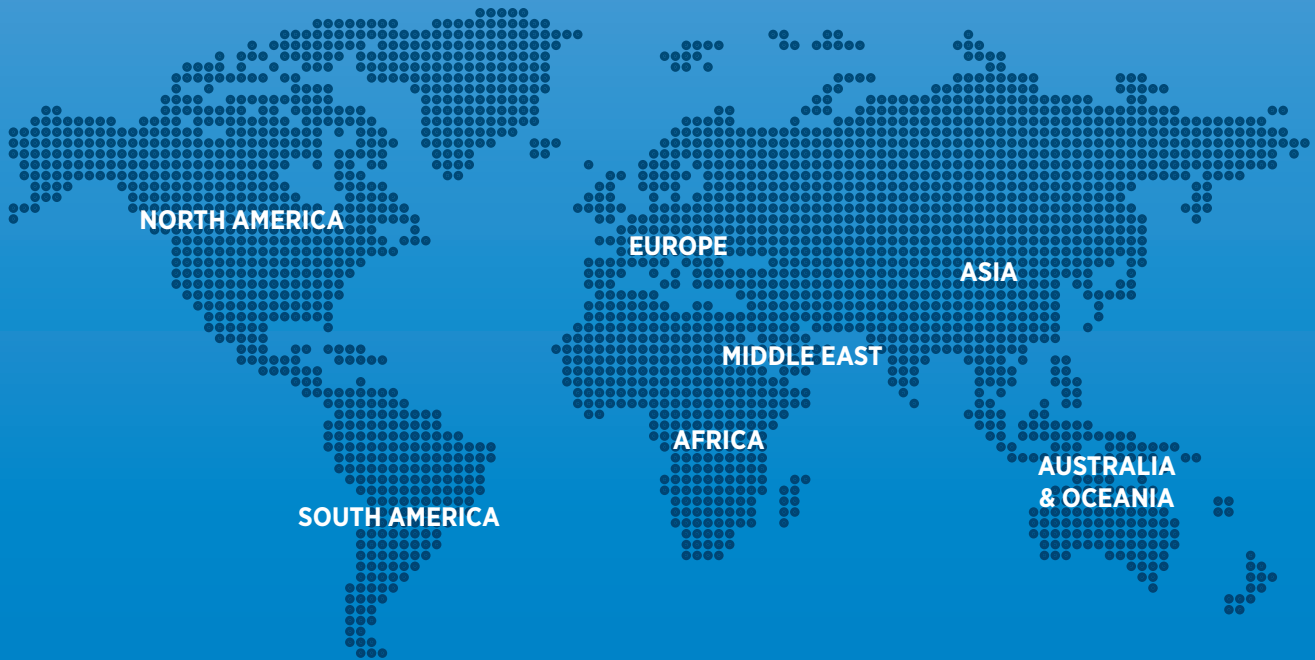 NORTH AMERICA
EUROPE
ASIA
MIDDLE EAST
AFRICA
AUSTRALIA
& OCEANIA
SOUTH AMERICA